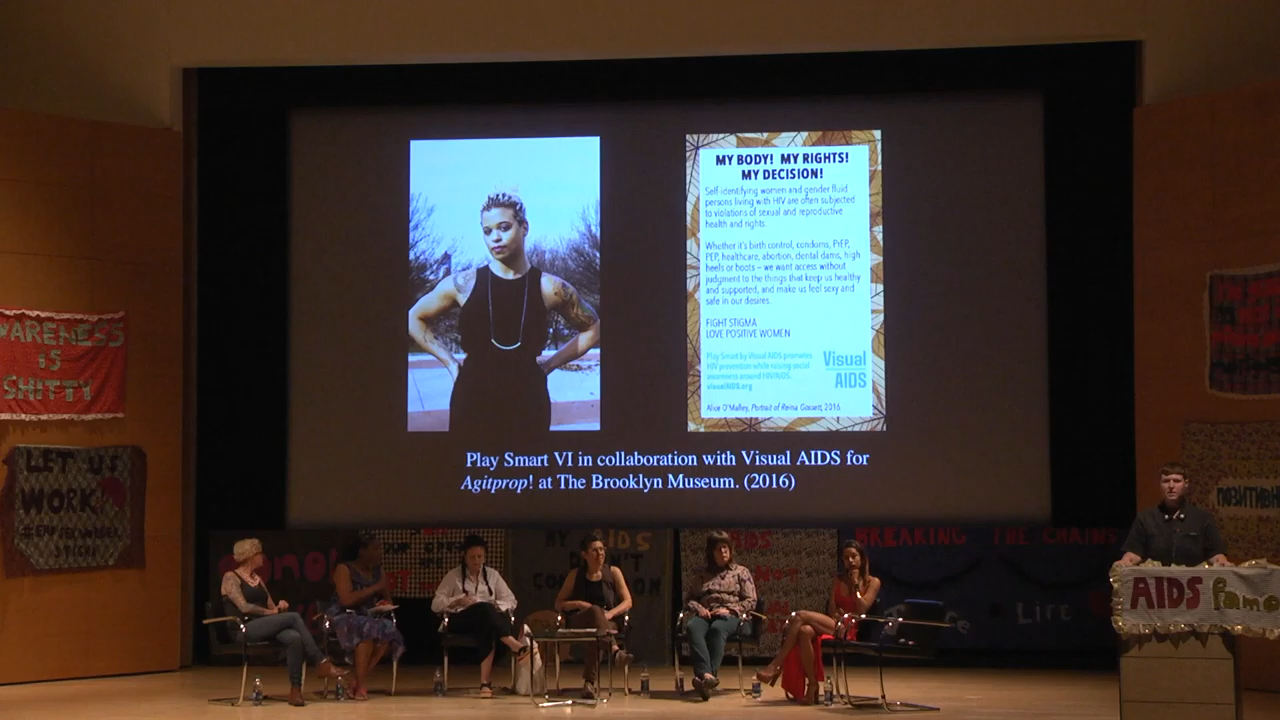 MY BODY! MY RIGHTS!
MY DECISION!
Self-identifying women and gender fluid
persons living with HIV are often subjected
to violations of sexual and reproductive
health and rights.
Whether it's birth control, condoms, PrEP,
PEP, healthcare, abortion, dental dams, high
heels or boots – we want access without
judgment to the things that keep us healthy
and supported, and make us feel sexy and
safe in our desires.
FIGHT STIGMA
LOVE POSITIVE WOMEN
Play Smart by Visual AIDS promotes
HIV prevention while raising social
awareness around HIV/AIDS.
visualAIDS.org
Visual
AIDS
Alice O'Malley, Portrait of Reina Gossett, 2016
Play Smart VI in collaboration with Visual AIDS for
Agitprop! at The Brooklyn Museum. (2016)
WARENESS
iS
SHiTTY
LET US
WORK!
MY AIDS
BREAKING THE CHAINS
AIDS fame